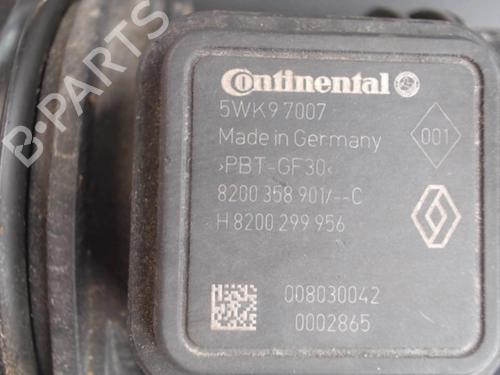 B-PARTS
Continental
5WK9 7007
Made in Germany
001
›PBT-GF30‹
8200 358 901/--C
H 8200 299 956
008030042
0002865